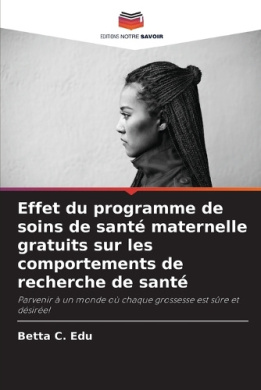 EDITIONS NOTRE SAVOIR
Effet du programme de
soins de santé maternelle
gratuits sur les
comportements de
recherche de santé
Parvenir à un monde où chaque grossesse est sûre et
désirée!
Betta C. Edu